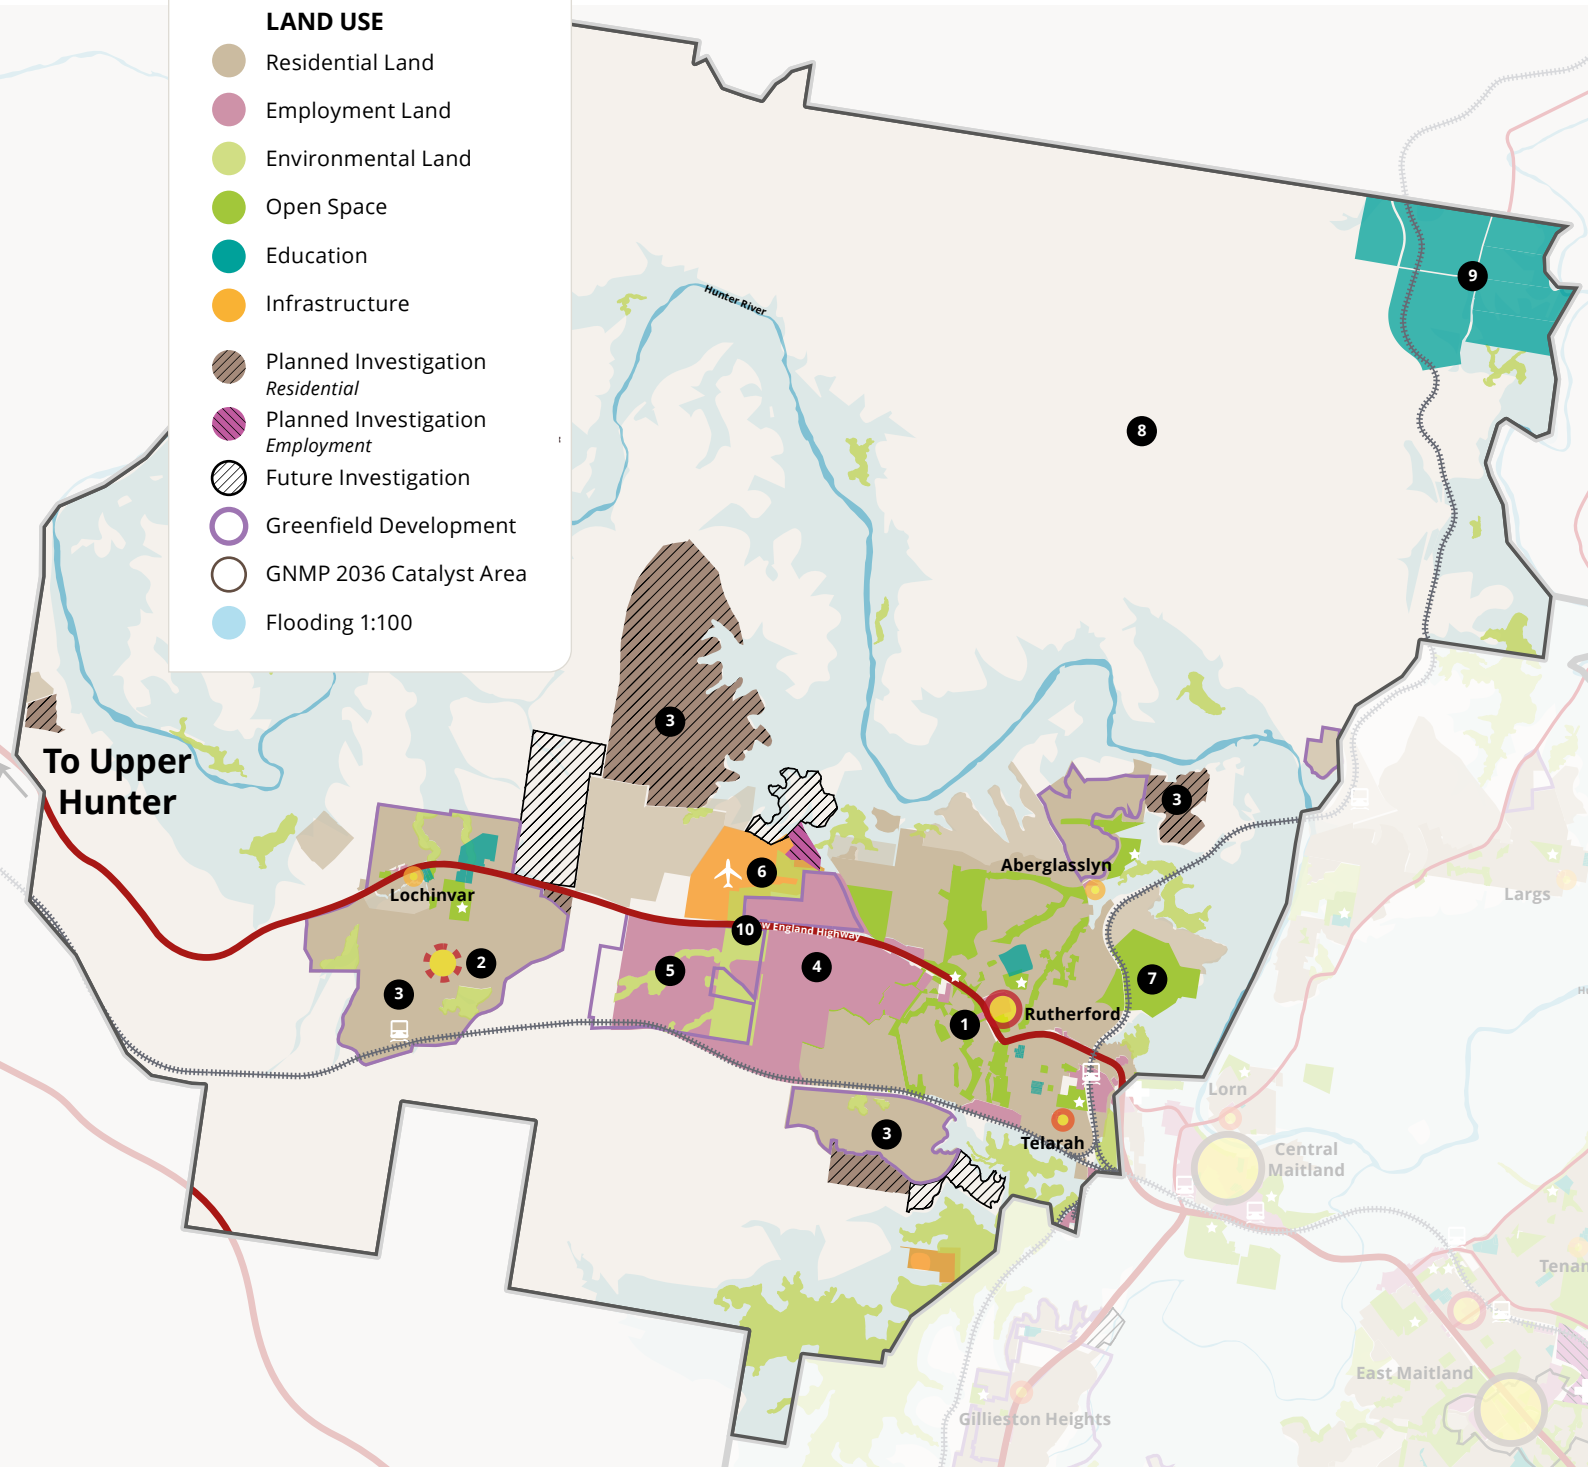 LAND USE
Residential Land
Employment Land
Environmental Land
Open Space
Education
Infrastructure
Planned Investigation
Residential
Planned Investigation
Employment
Future Investigation
Greenfield Development
GNMP 2036 Catalyst Area
Flooding 1:100
Hunter River
9
8
3
To Upper
Hunter
3
Aberglasslyn
6
Lochinvar
Largs
10
w England Highway
2
5
4
7
3
1
Rutherford
Lorn
3
Telarah
Central
Maitland
Tenam
East Maitland
Gillieston Heights